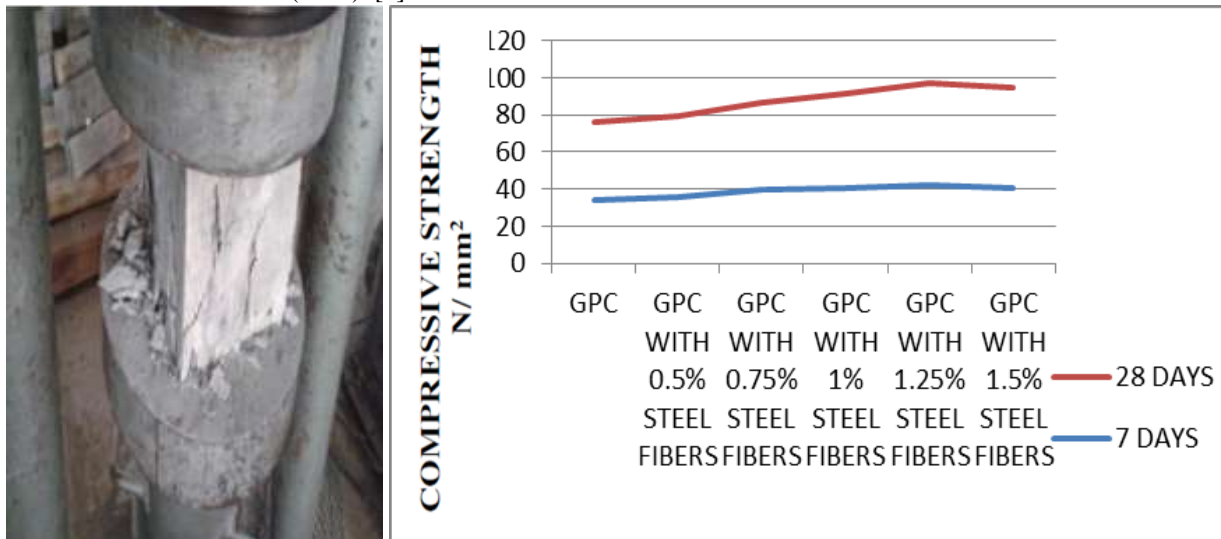 COMPRESSIVE STRENGTH
N/ mm²
120
100
80
60
40
20
0
GPC
GPC WITH 0.5% STEEL FIBERS
GPC WITH 0.75% STEEL FIBERS
GPC WITH 1% STEEL FIBERS
GPC WITH 1.25% STEEL FIBERS
GPC WITH 1.5% STEEL FIBERS
28 DAYS
7 DAYS